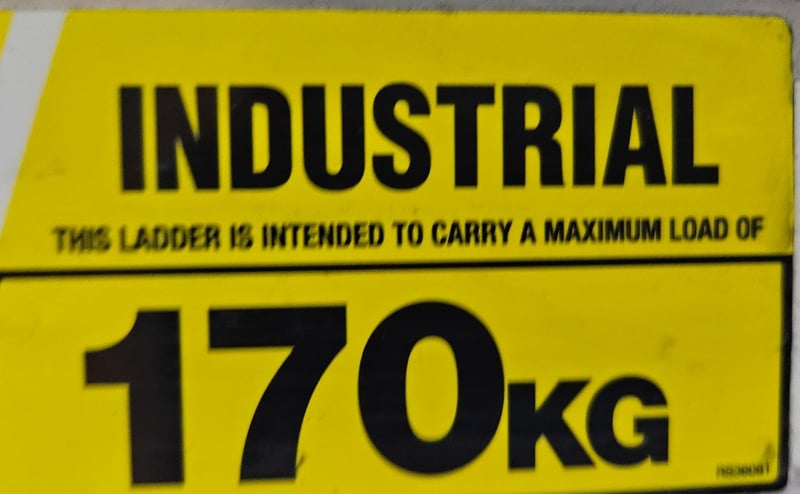 INDUSTRIAL
THIS LADDER IS INTENDED TO CARRY A MAXIMUM LOAD OF
170KG